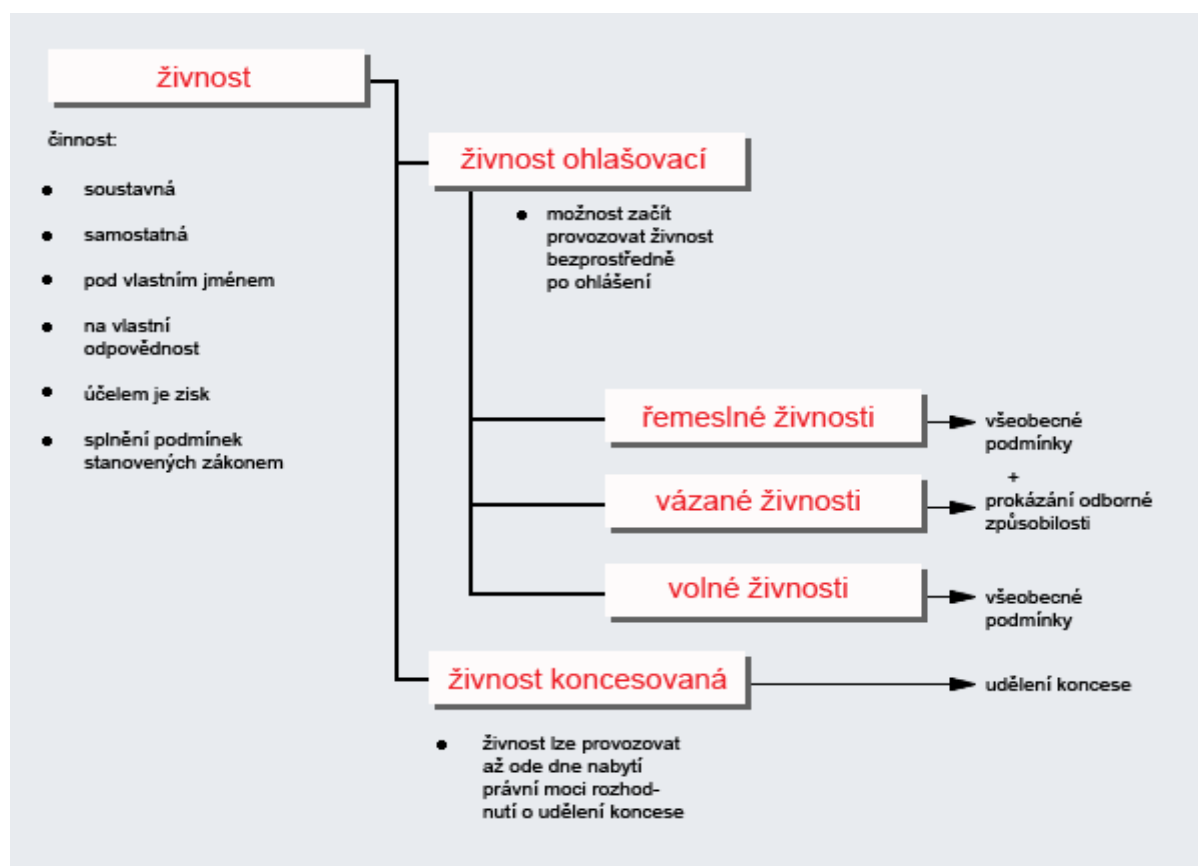 živnost
činnost:
● soustavná
● samostatná
● pod vlastním jménem
● na vlastní
odpovědnost
● účelem je zisk
● splnění podmínek
stanovených zákonem
živnost ohlašovací
● možnost začít
provozovat živnost
bezprostředně
po ohlášení
řemeslné živnosti
všeobecné
podmínky
+
vázané živnosti
prokázání odborné
způsobilosti
volné živnosti
všeobecné
podmínky
živnost koncesovaná
udělení koncese
● živnost lze provozovat
až ode dne nabytí
právní moci rozhod-
nutí o udělení koncese